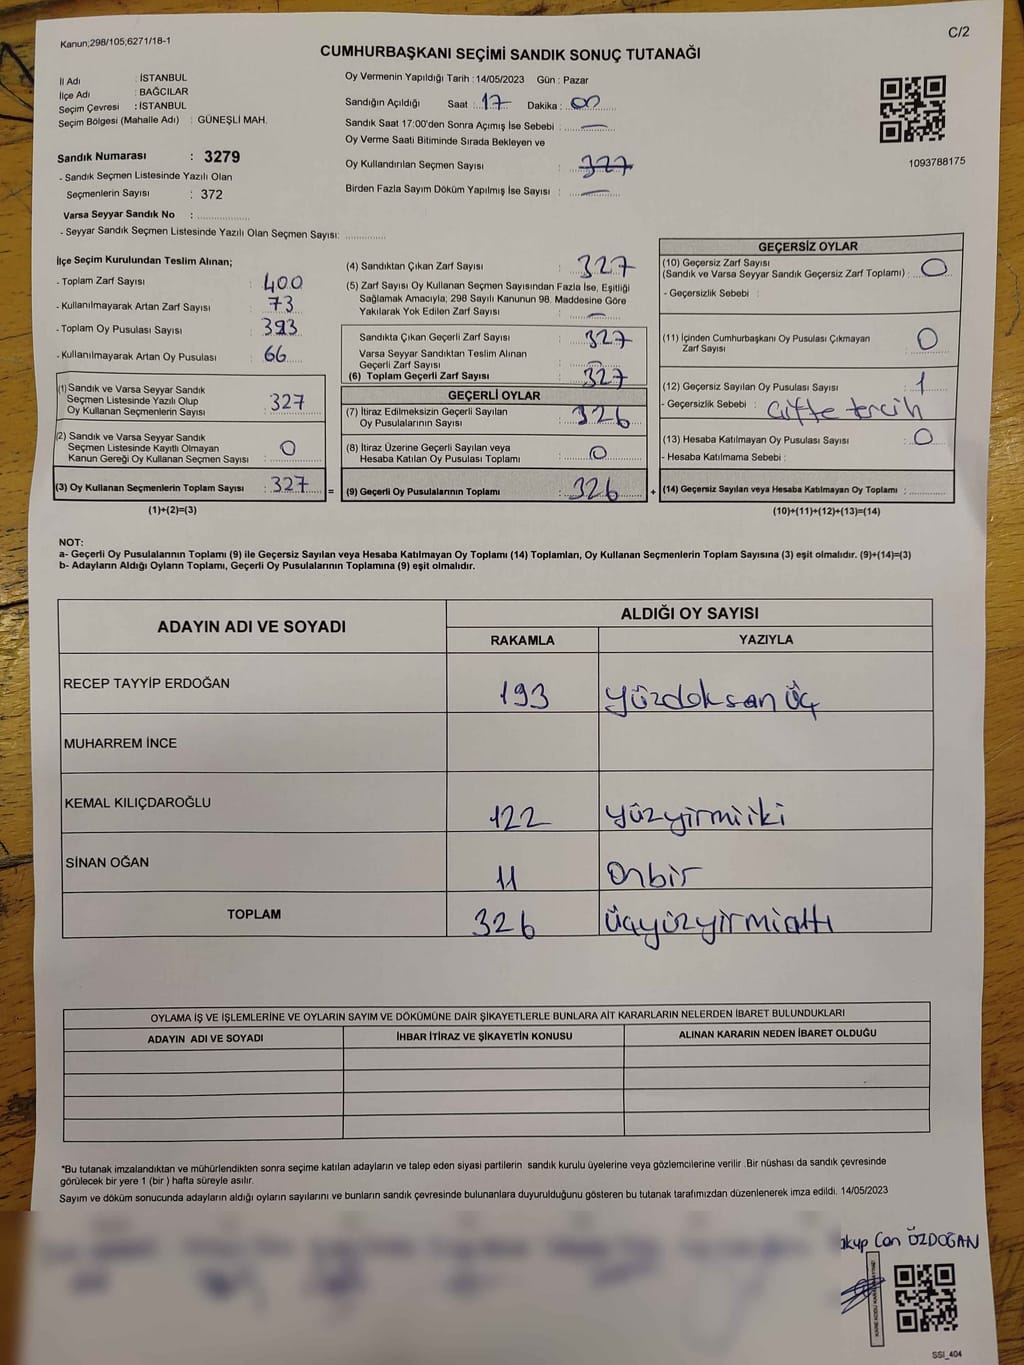 Kanun;298/105;6271/18-1
C/2
CUMHURBAŞKANI SEÇİMİ SANDIK SONUÇ TUTANAĞI
İl Adı : İSTANBUL
İlçe Adı : BAĞCILAR
Seçim Çevresi : İSTANBUL
Seçim Bölgesi (Mahalle Adı) : GÜNEŞLİ MAH.
Sandık Numarası : 3279
- Sandık Seçmen Listesinde Yazılı Olan
Seçmenlerin Sayısı : 372
Varsa Seyyar Sandık No :
- Seyyar Sandık Seçmen Listesinde Yazılı Olan Seçmen Sayısı:
Oy Vermenin Yapıldığı Tarih : 14/05/2023 Gün : Pazar
Sandığın Açıldığı Saat : 17 Dakika : 00
Sandık Saat 17:00'den Sonra Açımış İse Sebebi : —
Oy Verme Saati Bitiminde Sırada Bekleyen ve
Oy Kullandırılan Seçmen Sayısı : 327
Birden Fazla Sayım Döküm Yapılmış İse Sayısı : —
1093788175
İlçe Seçim Kurulundan Teslim Alınan;
- Toplam Zarf Sayısı : 400
- Kullanılmayarak Artan Zarf Sayısı : 73
- Toplam Oy Pusulası Sayısı : 393
- Kullanılmayarak Artan Oy Pusulası : 66
(1) Sandık ve Varsa Seyyar Sandık
Seçmen Listesinde Yazılı Olup
Oy Kullanan Seçmenlerin Sayısı : 327
(2) Sandık ve Varsa Seyyar Sandık
Seçmen Listesinde Kayıtlı Olmayan
Kanun Gereği Oy Kullanan Seçmen Sayısı : 0
(3) Oy Kullanan Seçmenlerin Toplam Sayısı : 327 =
(1)+(2)=(3)
(4) Sandıktan Çıkan Zarf Sayısı : 327
(5) Zarf Sayısı Oy Kullanan Seçmen Sayısından Fazla İse, Eşitliği
Sağlamak Amacıyla; 298 Sayılı Kanunun 98. Maddesine Göre
Yakılarak Yok Edilen Zarf Sayısı : —
Sandıkta Çıkan Geçerli Zarf Sayısı : 327
Varsa Seyyar Sandıktan Teslim Alınan
Geçerli Zarf Sayısı :
(6) Toplam Geçerli Zarf Sayısı : 327
GEÇERLİ OYLAR
(7) İtiraz Edilmeksizin Geçerli Sayılan
Oy Pusulalarının Sayısı : 326
(8) İtiraz Üzerine Geçerli Sayılan veya
Hesaba Katılan Oy Pusulası Toplamı : 0
(9) Geçerli Oy Pusulalarının Toplamı : 326 +
GEÇERSİZ OYLAR
(10) Geçersiz Zarf Sayısı
(Sandık ve Varsa Seyyar Sandık Geçersiz Zarf Toplamı) : 0
- Geçersizlik Sebebi :
(11) İçinden Cumhurbaşkanı Oy Pusulası Çıkmayan
Zarf Sayısı : 0
(12) Geçersiz Sayılan Oy Pusulası Sayısı : 1
- Geçersizlik Sebebi : Çifte tercih
(13) Hesaba Katılmayan Oy Pusulası Sayısı : 0
- Hesaba Katılmama Sebebi :
(14) Geçersiz Sayılan veya Hesaba Katılmayan Oy Toplamı :
(10)+(11)+(12)+(13)=(14)
NOT:
a- Geçerli Oy Pusulalarının Toplamı (9) ile Geçersiz Sayılan veya Hesaba Katılmayan Oy Toplamı (14) Toplamları, Oy Kullanan Seçmenlerin Toplam Sayısına (3) eşit olmalıdır. (9)+(14)=(3)
b- Adayların Aldığı Oyların Toplamı, Geçerli Oy Pusulalarının Toplamına (9) eşit olmalıdır.
ADAYIN ADI VE SOYADI
ALDIĞI OY SAYISI
RAKAMLA YAZIYLA
RECEP TAYYİP ERDOĞAN 193 yüzdoksan üç
MUHARREM İNCE
KEMAL KILIÇDAROĞLU 122 yüzyirmiiki
SİNAN OĞAN 11 Onbir
TOPLAM 326 Üçyüzyirmialtı
OYLAMA İŞ VE İŞLEMLERİNE VE OYLARIN SAYIM VE DÖKÜMÜNE DAİR ŞİKAYETLERLE BUNLARA AİT KARARLARIN NELERDEN İBARET BULUNDUKLARI
ADAYIN ADI VE SOYADI İHBAR İTİRAZ VE ŞİKAYETİN KONUSU ALINAN KARARIN NEDEN İBARET OLDUĞU
*Bu tutanak imzalandıktan ve mühürlendikten sonra seçime katılan adayların ve talep eden siyasi partilerin sandık kurulu üyelerine veya gözlemcilerine verilir .Bir nüshası da sandık çevresinde
görülecek bir yere 1 (bir ) hafta süreyle asılır.
Sayım ve döküm sonucunda adayların aldığı oyların sayılarını ve bunların sandık çevresinde bulunanlara duyurulduğunu gösteren bu tutanak tarafımızdan düzenlenerek imza edildi. 14/05/2023
akup Can ÖZDOĞAN
SSI_404